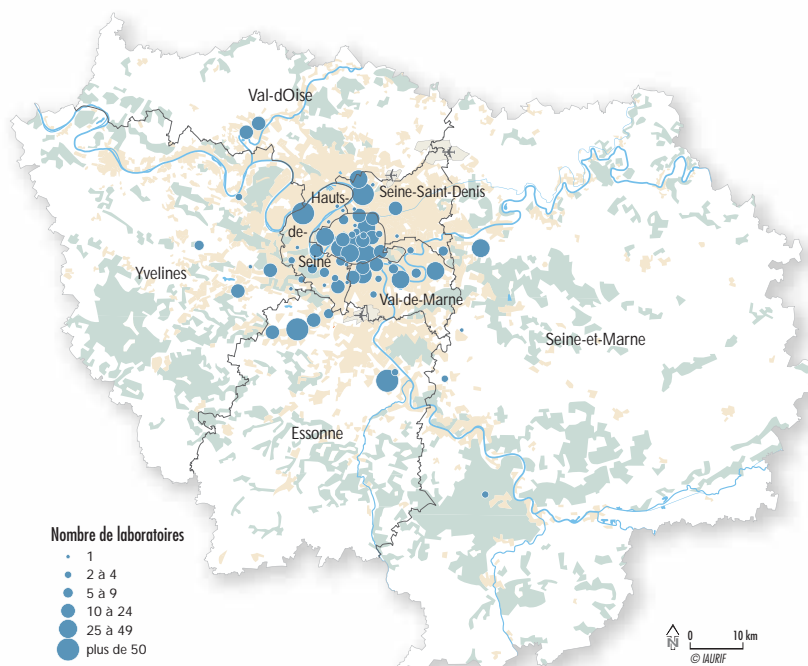 Val-dOise
Hauts-
Seine-Saint-Denis
de-
Seine
Yvelines
Val-de-Marne
Seine-et-Marne
Essonne
Nombre de laboratoires
1
2 à 4
5 à 9
10 à 24
25 à 49
plus de 50
N
0 10 km
© IAURIF